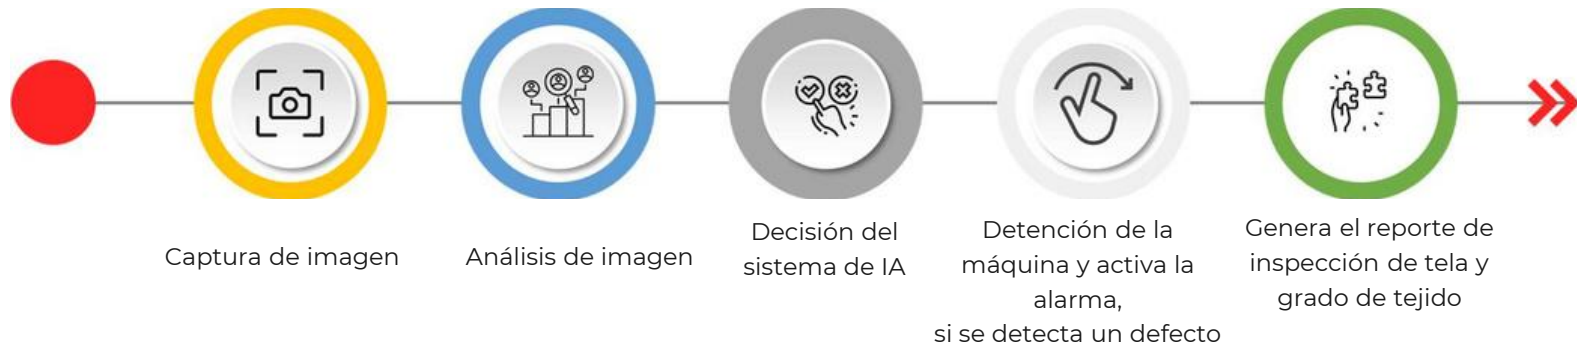 Captura de imagen
Análisis de imagen
Decisión del
sistema de IA
Detención de la
máquina y activa la
alarma,
si se detecta un defecto
Genera el reporte de
inspección de tela y
grado de tejido